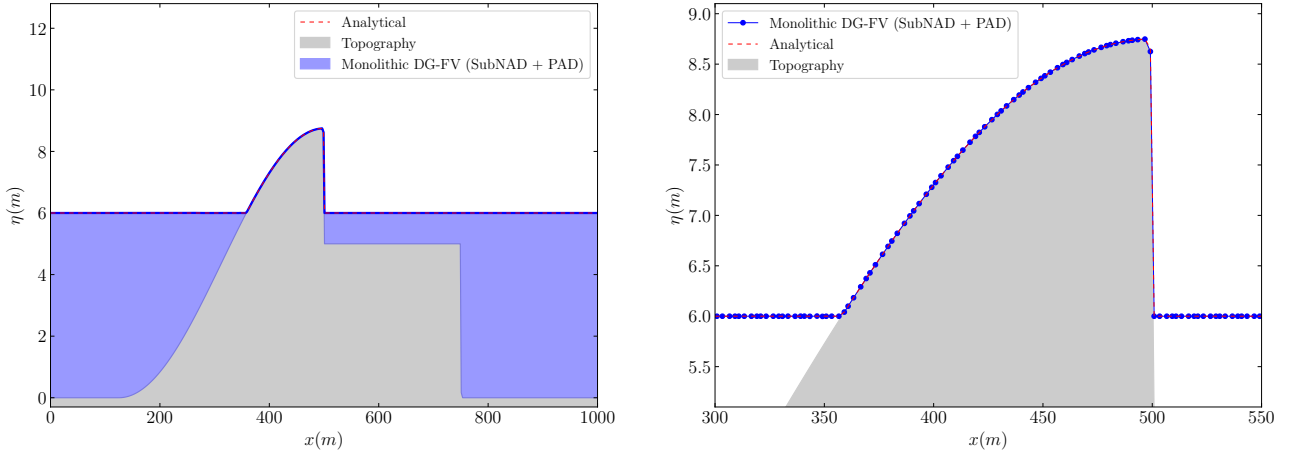 Analytical
Topography
Monolithic DG-FV (SubNAD + PAD)
12
10
8
6
4
2
0
η(m)
0
200
400
600
800
1000
x(m)
Monolithic DG-FV (SubNAD + PAD)
Analytical
Topography
9.0
8.5
8.0
7.5
7.0
6.5
6.0
5.5
η(m)
300
350
400
450
500
550
x(m)